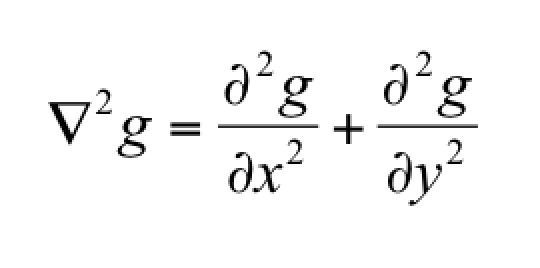 ∇²g = ∂²g/∂x² + ∂²g/∂y²